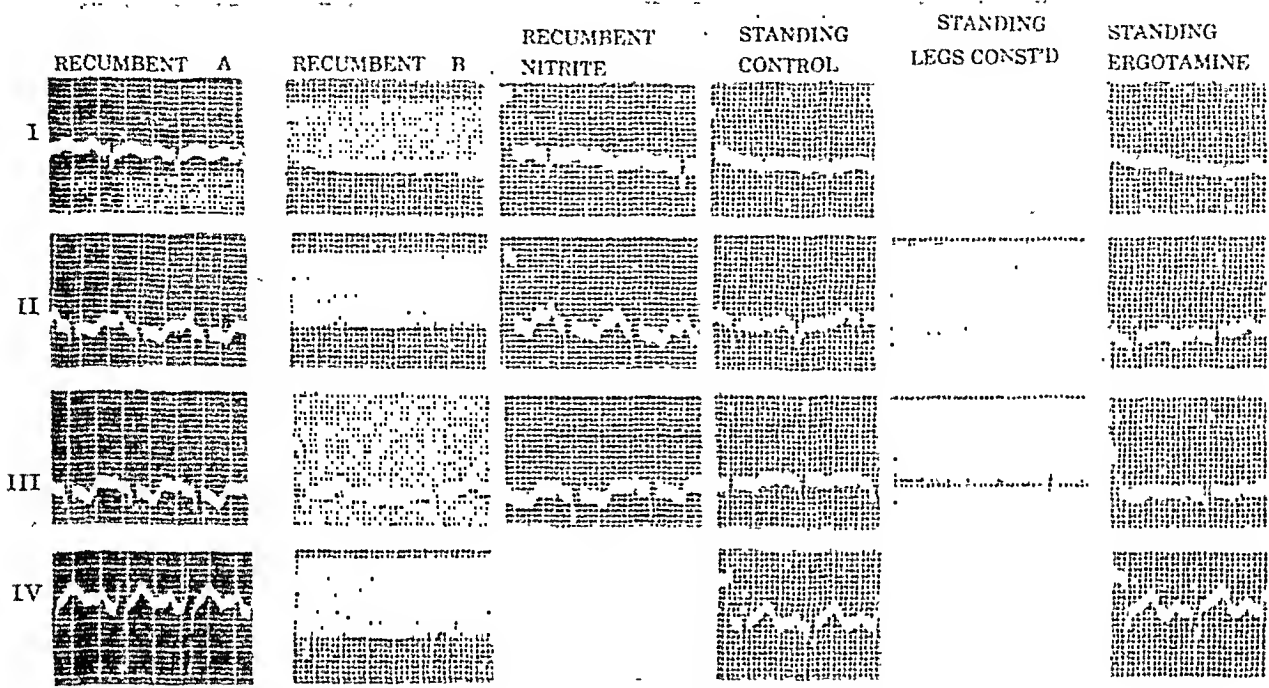 RECUMBENT A
RECUMBENT B
RECUMBENT
NITRITE
STANDING
CONTROL
STANDING
LEGS CONST'D
STANDING
ERGOTAMINE
I
II
III
IV